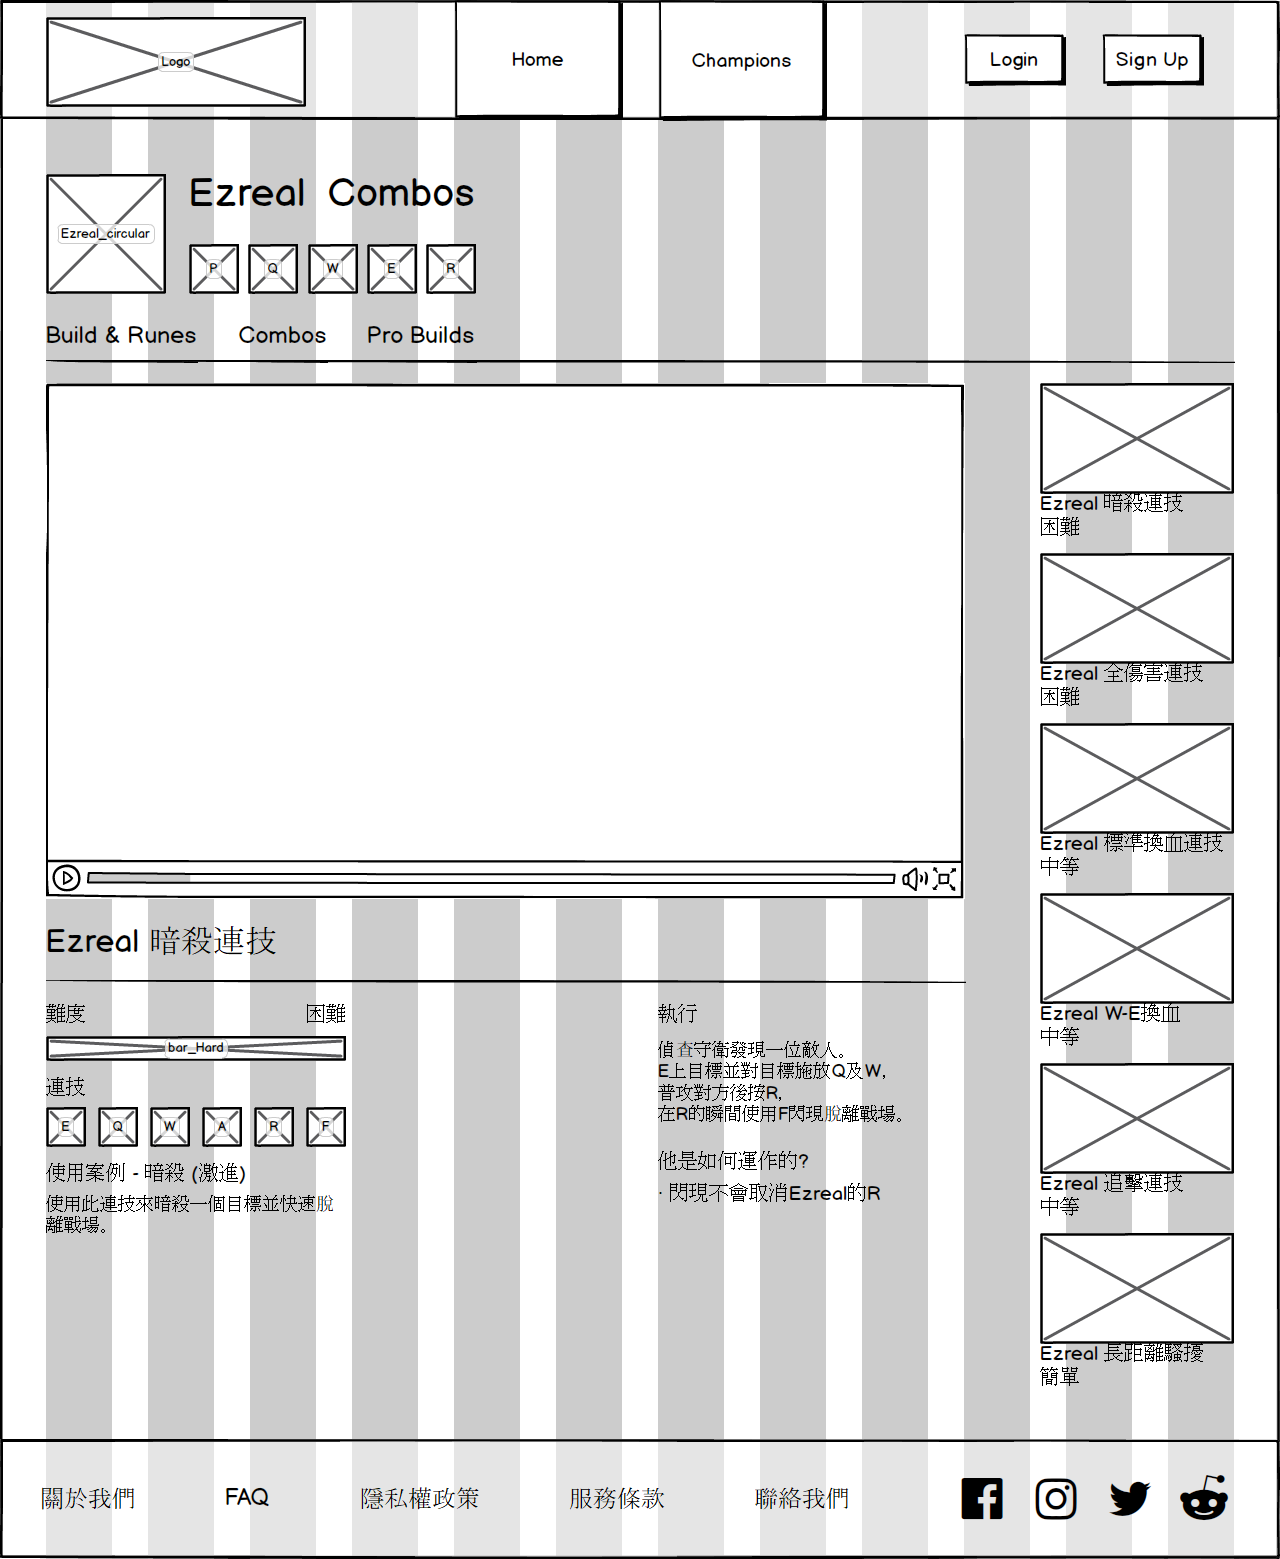 Logo
Home
Champions
Login
Sign Up
Ezreal Combos
Ezreal_circular
P Q W E R
Build & Runes
Combos
Pro Builds
Ezreal 暗殺連技
困難
Ezreal 全傷害連技
困難
Ezreal 標準換血連技
中等
Ezreal W-E換血
中等
Ezreal 追擊連技
中等
Ezreal 長距離騷擾
簡單
Ezreal 暗殺連技
難度
困難
bar_Hard
連技
E Q W A R F
使用案例 - 暗殺 (激進)
使用此連技來暗殺一個目標並快速脫
離戰場。
執行
偵查守衛發現一位敵人。
E上目標並對目標施放Q及W,
普攻對方後按R,
在R的瞬間使用F閃現脫離戰場。
他是如何運作的?
· 閃現不會取消Ezreal的R
關於我們
FAQ
隱私權政策
服務條款
聯絡我們